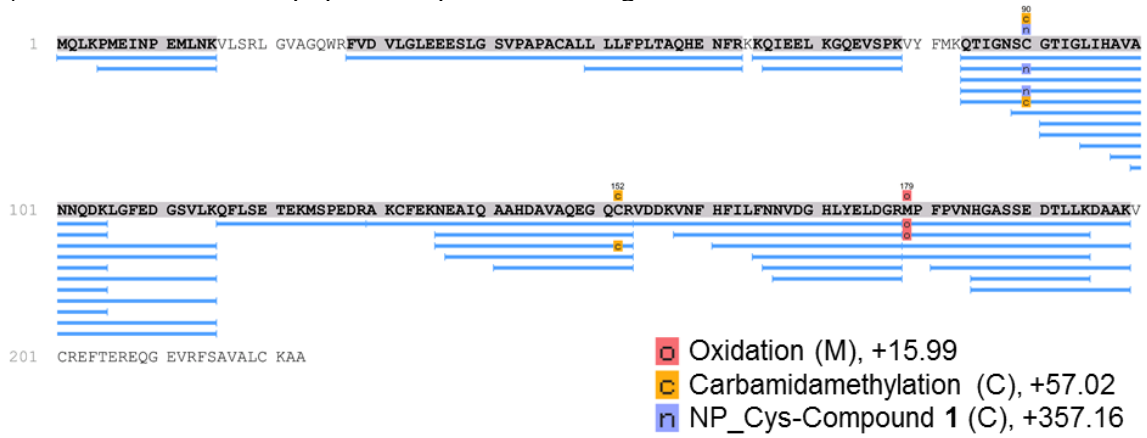 90
c
n
1 MQLKPMEINP EMLNKVLSRL GVAGQWRFVD VLGLEEESLG SVPAPACALL LLFPLTAQHE NFRKKQIEEL KGQEVSPKVY FMKQTIGNSC GTIGLIHAVA
n
n
c
152 179
c o
101 NNQDKLGFED GSVLKQFLSE TEKMSPEDRA KCFEKNEAIQ AAHDAVAQEG QCRVDDKVNF HFILFNNVDG HLYELDGRMP FPVNHGASSE DTLLKDAAKV
o
o
c
201 CREFTEREQG EVRFSAVALC KAA
o Oxidation (M), +15.99
c Carbamidamethylation (C), +57.02
n NP_Cys-Compound 1 (C), +357.16